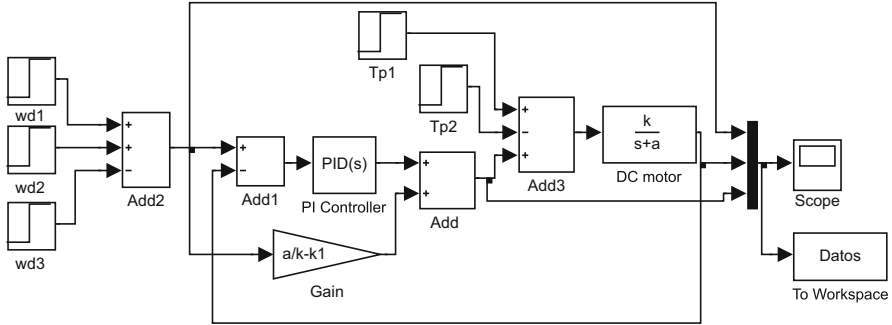 wd1
+
+
−
wd2
Add2
wd3
+
−
Add1
PID(s)
PI Controller
a/k-k1
Gain
+
+
Add
Tp1
Tp2
+
−
+
Add3
k
s+a
DC motor
Scope
Datos
To Workspace